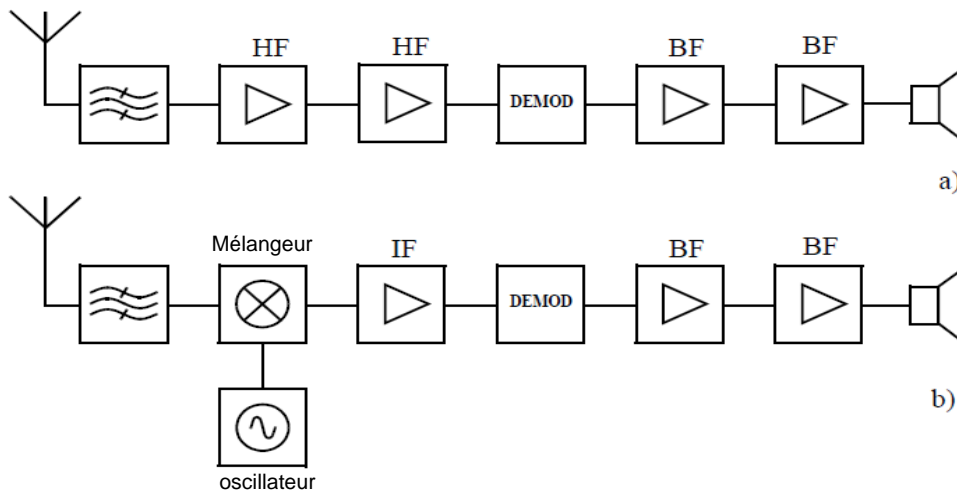 HF HF BF BF
DEMOD
a)
Mélangeur IF BF BF
DEMOD
b)
oscillateur